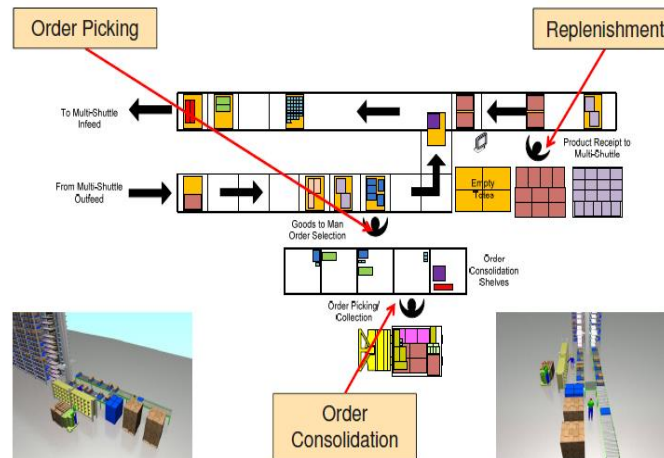 Order Picking
Replenishment
To Multi-Shuttle
Infeed
Product Receipt to
Multi-Chuttle
From Multi-Shuttle
Outfeed
Empty
Totes
Goods to Man
Order Selection
Order
Consolidation
Shelves
Order Picking/
Collection
Order
Consolidation